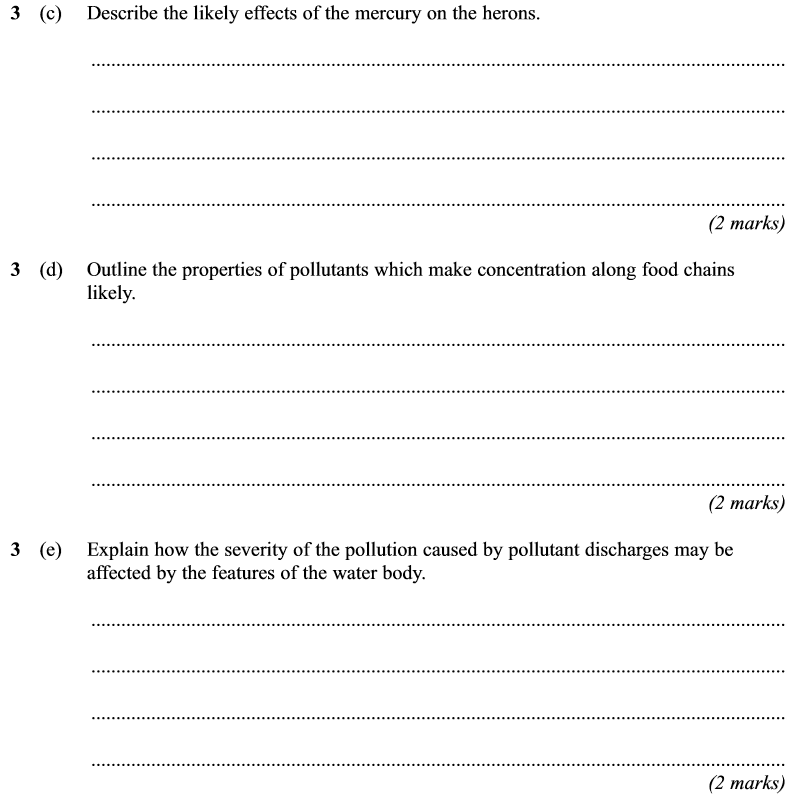 3 (c) Describe the likely effects of the mercury on the herons.
(2 marks)
3 (d) Outline the properties of pollutants which make concentration along food chains
likely.
(2 marks)
3 (e) Explain how the severity of the pollution caused by pollutant discharges may be
affected by the features of the water body.
(2 marks)